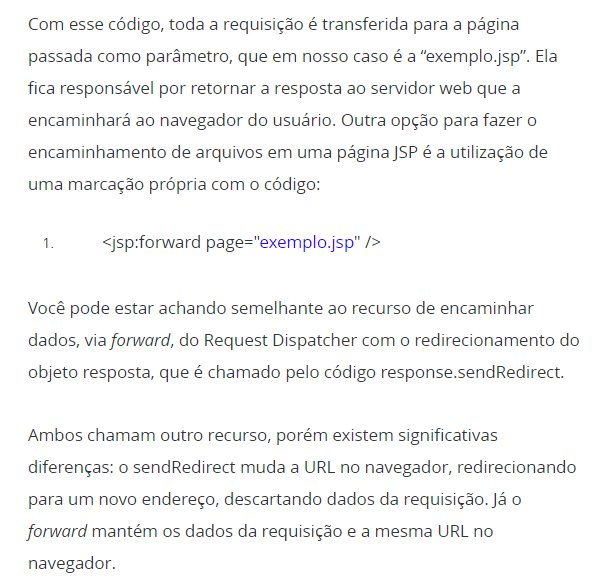 Com esse código, toda a requisição é transferida para a página
passada como parâmetro, que em nosso caso é a “exemplo.jsp”. Ela
fica responsável por retornar a resposta ao servidor web que a
encaminhará ao navegador do usuário. Outra opção para fazer o
encaminhamento de arquivos em uma página JSP é a utilização de
uma marcação própria com o código:
1. <jsp:forward page="exemplo.jsp" />
Você pode estar achando semelhante ao recurso de encaminhar
dados, via forward, do Request Dispatcher com o redirecionamento do
objeto resposta, que é chamado pelo código response.sendRedirect.
Ambos chamam outro recurso, porém existem significativas
diferenças: o sendRedirect muda a URL no navegador, redirecionando
para um novo endereço, descartando dados da requisição. Já o
forward mantém os dados da requisição e a mesma URL no
navegador.